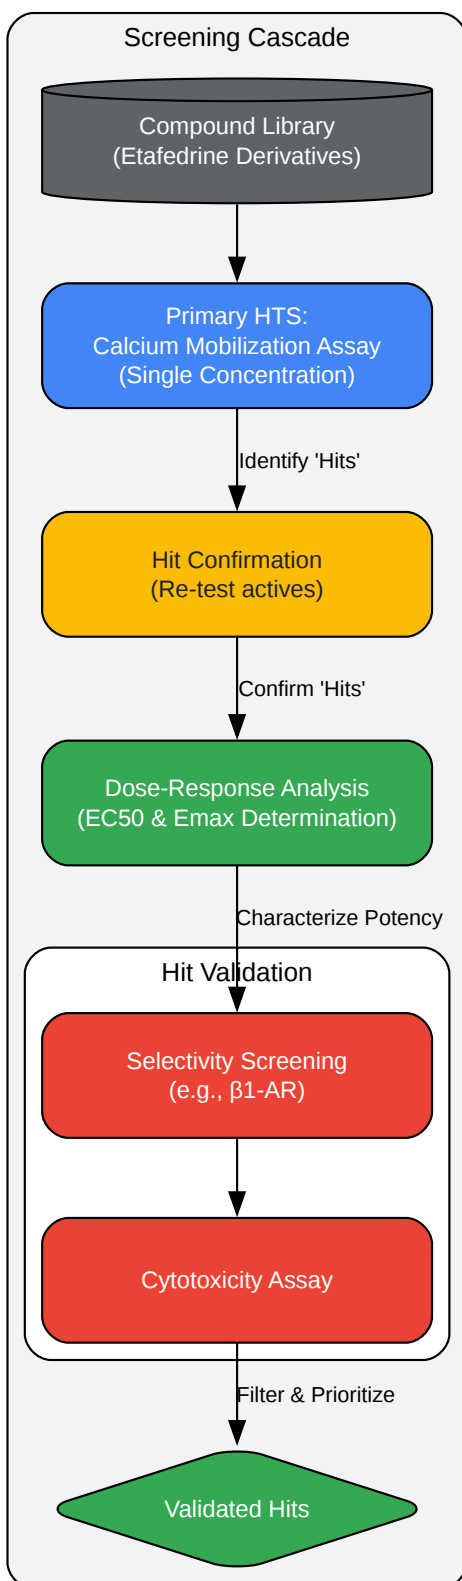 Screening Cascade
Compound Library
(Etafedrine Derivatives)
Primary HTS:
Calcium Mobilization Assay
(Single Concentration)
Identify 'Hits'
Hit Confirmation
(Re-test actives)
Confirm 'Hits'
Dose-Response Analysis
(EC50 & Emax Determination)
Characterize Potency
Hit Validation
Selectivity Screening
(e.g., β1-AR)
Cytotoxicity Assay
Filter & Prioritize
Validated Hits